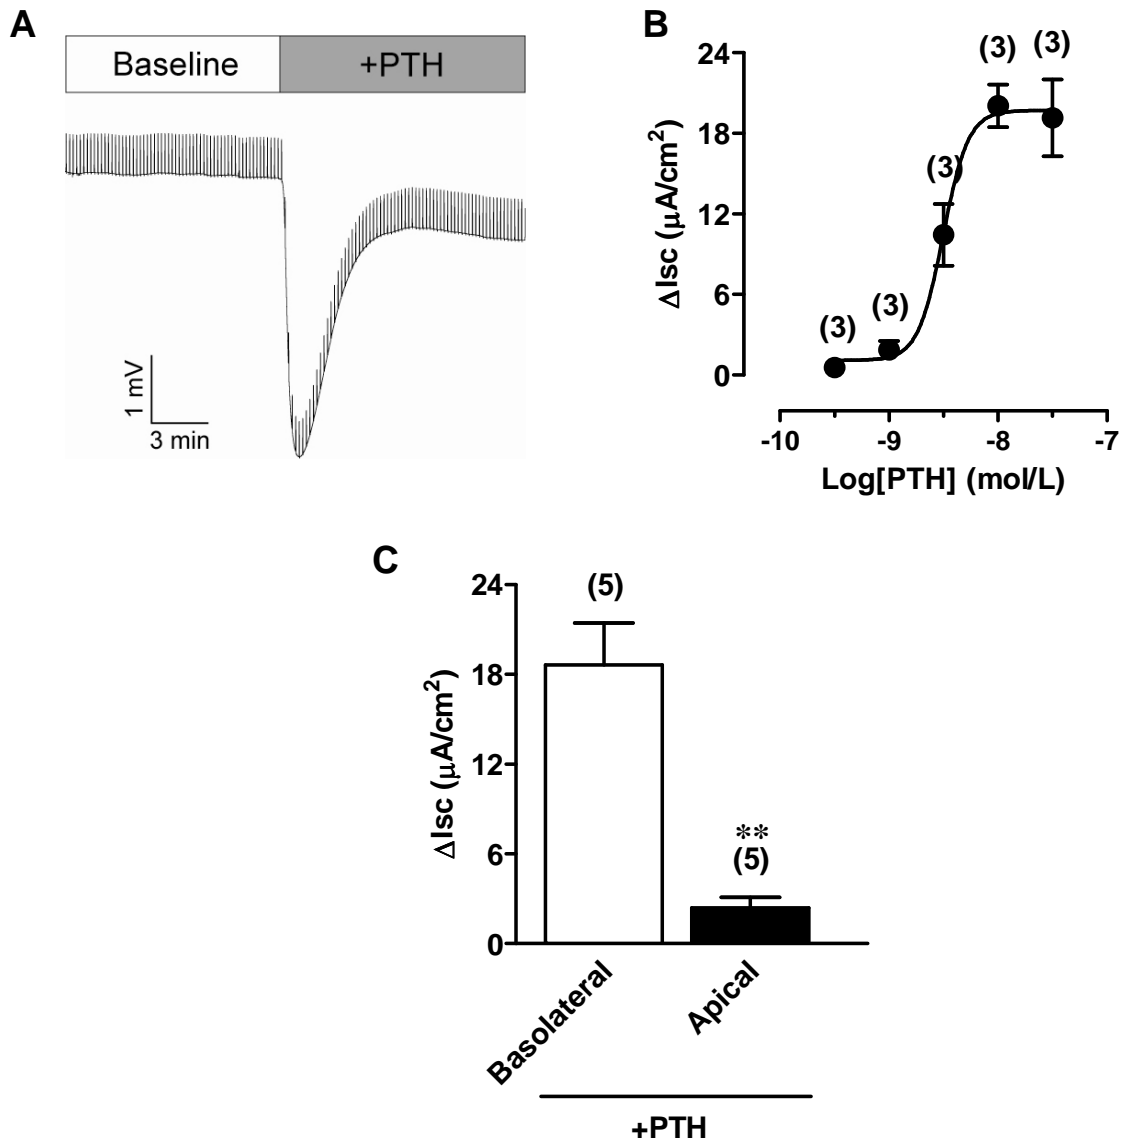 A
Baseline
+PTH
1 mV
3 min
B
24
18
12
6
0
ΔIsc (μA/cm²)
(3)
(3)
(3)
(3)
(3)
-10
-9
-8
-7
Log[PTH] (mol/L)
C
24
18
12
6
0
ΔIsc (μA/cm²)
(5)
**
(5)
Basolateral
Apical
+PTH